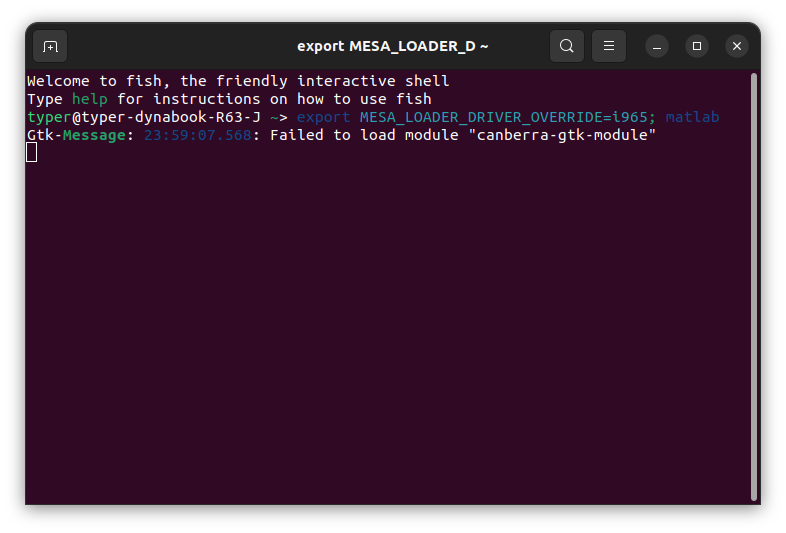 export MESA_LOADER_D ~
Welcome to fish, the friendly interactive shell
Type help for instructions on how to use fish
typer@typer-dynabook-R63-J ~> export MESA_LOADER_DRIVER_OVERRIDE=i965; matlab
Gtk-Message: 23:59:07.568: Failed to load module "canberra-gtk-module"